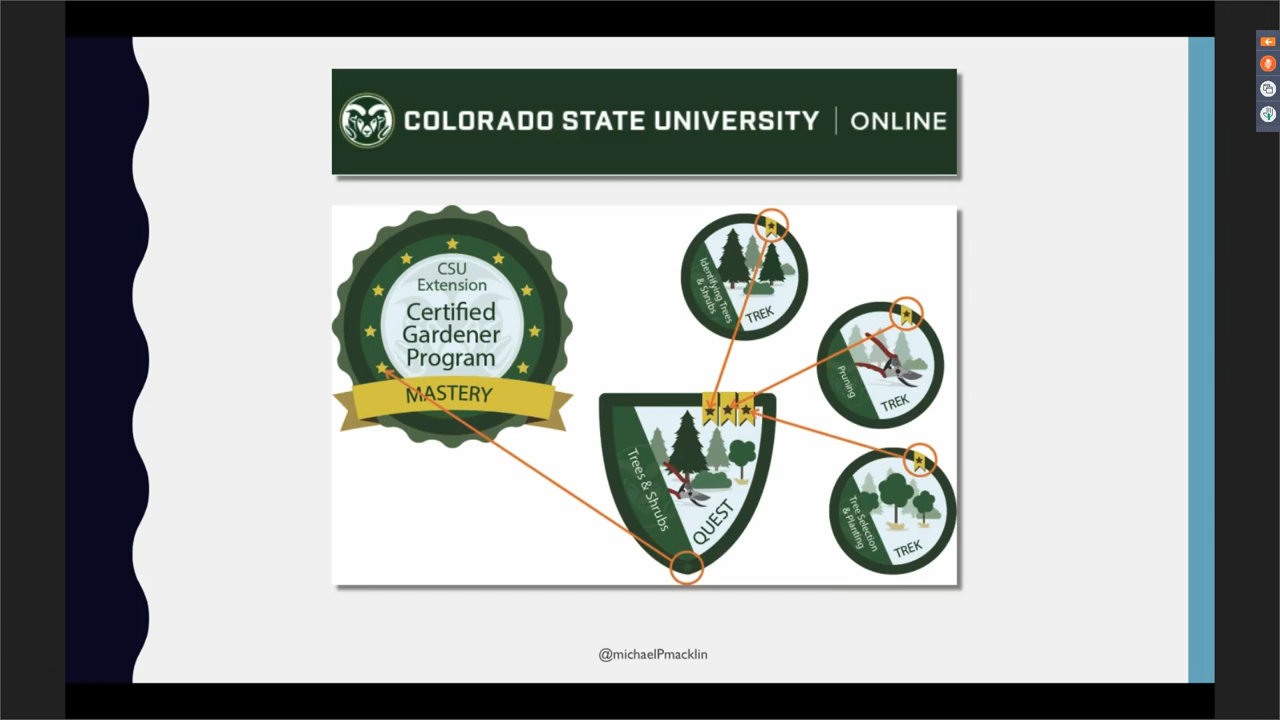 COLORADO STATE UNIVERSITY | ONLINE
CSU
Extension
Certified
Gardener
Program
MASTERY
Identifying Trees
& Shrubs
TREK
Pruning
TREK
Trees & Shrubs
QUEST
Tree Selection
& Planting
TREK
@michaelPmacklin